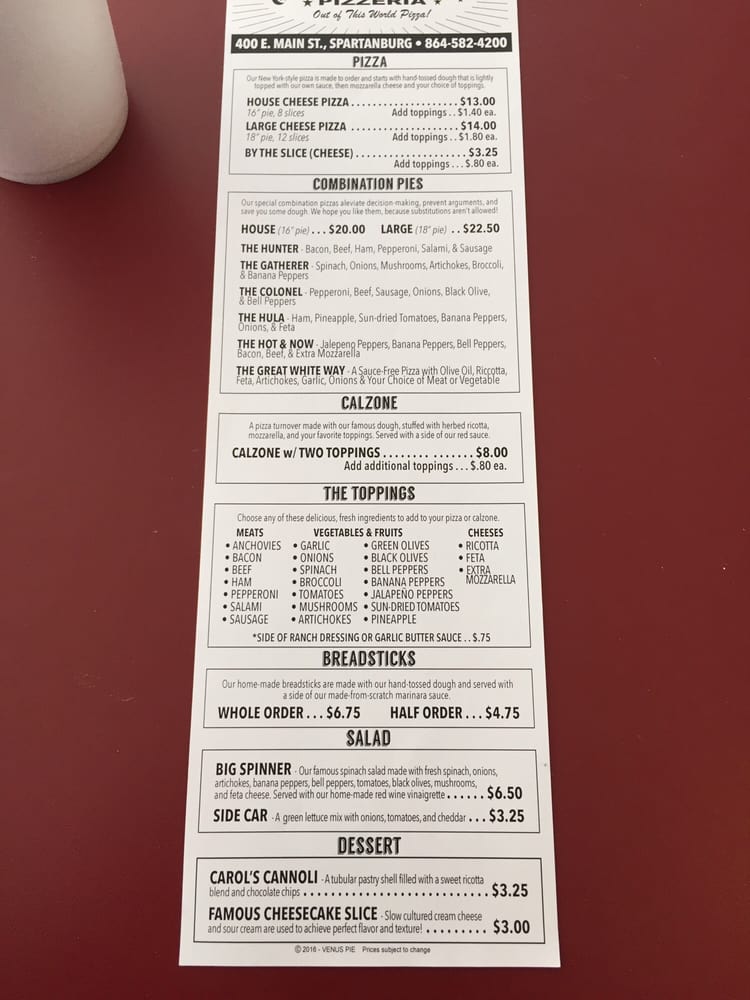 ★ PIZZERIA ★
Out of This World Pizza!
400 E. MAIN ST., SPARTANBURG • 864-582-4200
PIZZA
Our New York-style pizza is made to order and starts with hand-tossed dough that is lightly
topped with our own sauce, then mozzarella cheese and your choice of toppings.
HOUSE CHEESE PIZZA.................... $13.00
16" pie, 8 slices Add toppings . . $1.40 ea.
LARGE CHEESE PIZZA .................... $14.00
18" pie, 12 slices Add toppings . . $1.80 ea.
BY THE SLICE (CHEESE).................... $3.25
Add toppings . . . $.80 ea.
COMBINATION PIES
Our special combination pizzas aleviate decision-making, prevent arguments, and
save you some dough. We hope you like them, because substitutions aren't allowed!
HOUSE (16" pie) . . . $20.00 LARGE (18" pie) . . $22.50
THE HUNTER - Bacon, Beef, Ham, Pepperoni, Salami, & Sausage
THE GATHERER - Spinach, Onions, Mushrooms, Artichokes, Broccoli,
& Banana Peppers
THE COLONEL - Pepperoni, Beef, Sausage, Onions, Black Olive,
& Bell Peppers
THE HULA - Ham, Pineapple, Sun-dried Tomatoes, Banana Peppers,
Onions, & Feta
THE HOT & NOW - Jalepeno Peppers, Banana Peppers, Bell Peppers,
Bacon, Beef, & Extra Mozzarella
THE GREAT WHITE WAY - A Sauce-Free Pizza with Olive Oil, Riccotta,
Feta, Artichokes, Garlic, Onions & Your Choice of Meat or Vegetable
CALZONE
A pizza turnover made with our famous dough, stuffed with herbed ricotta,
mozzarella, and your favorite toppings. Served with a side of our red sauce.
CALZONE w/ TWO TOPPINGS ........ ....... $8.00
Add additional toppings . . . $.80 ea.
THE TOPPINGS
Choose any of these delicious, fresh ingredients to add to your pizza or calzone.
MEATS VEGETABLES & FRUITS CHEESES
• ANCHOVIES • GARLIC • GREEN OLIVES • RICOTTA
• BACON • ONIONS • BLACK OLIVES • FETA
• BEEF • SPINACH • BELL PEPPERS • EXTRA
• HAM • BROCCOLI • BANANA PEPPERS MOZZARELLA
• PEPPERONI • TOMATOES • JALAPEÑO PEPPERS
• SALAMI • MUSHROOMS • SUN-DRIED TOMATOES
• SAUSAGE • ARTICHOKES • PINEAPPLE
*SIDE OF RANCH DRESSING OR GARLIC BUTTER SAUCE . . $.75
BREADSTICKS
Our home-made breadsticks are made with our hand-tossed dough and served with
a side of our made-from-scratch marinara sauce.
WHOLE ORDER . . . $6.75 HALF ORDER . . . $4.75
SALAD
BIG SPINNER - Our famous spinach salad made with fresh spinach, onions,
artichokes, banana peppers, bell peppers, tomatoes, black olives, mushrooms,
and feta cheese. Served with our home-made red wine vinaigrette . . . . . . $6.50
SIDE CAR - A green lettuce mix with onions, tomatoes, and cheddar . . . $3.25
DESSERT
CAROL'S CANNOLI - A tubular pastry shell filled with a sweet ricotta
blend and chocolate chips .......................... $3.25
FAMOUS CHEESECAKE SLICE - Slow cultured cream cheese
and sour cream are used to achieve perfect flavor and texture! ......... $3.00
© 2016 - VENUS PIE Prices subject to change